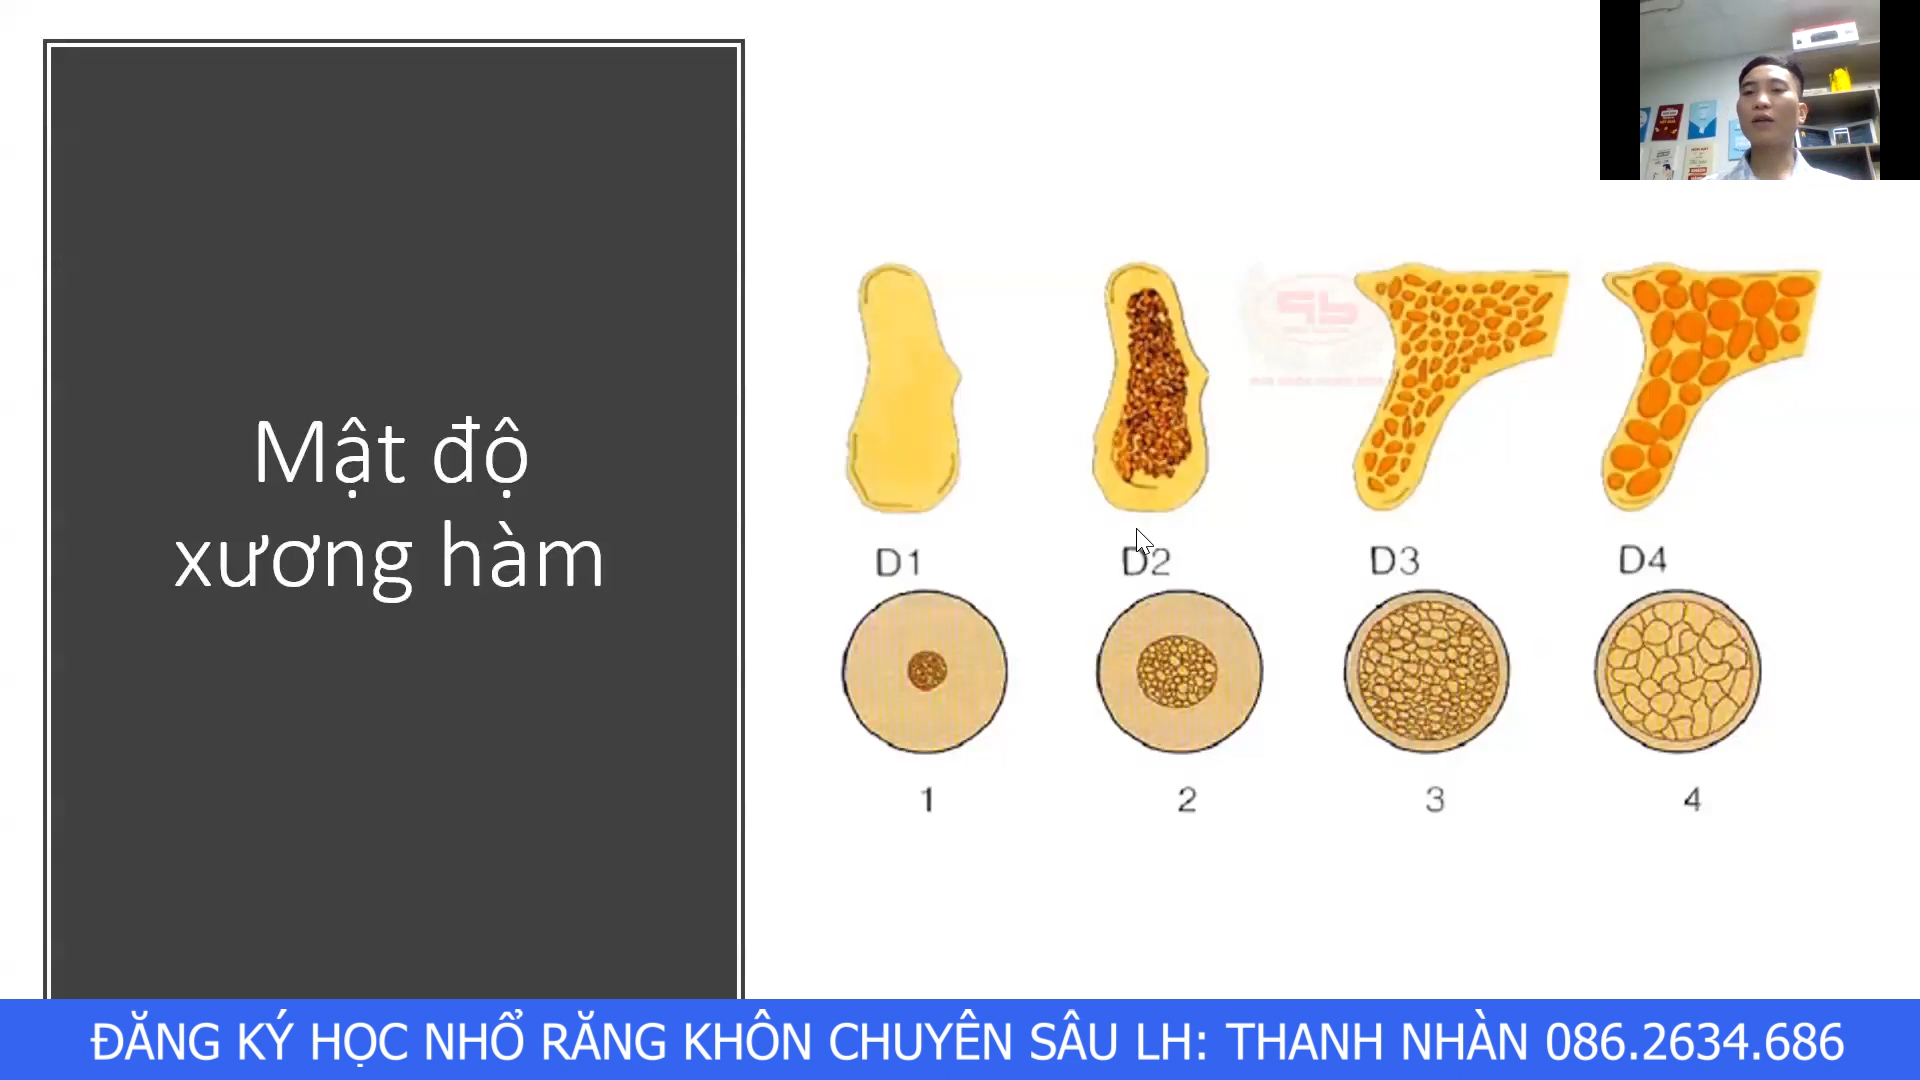 Mật độ
xương hàm
D1
D2
D3
D4
1
2
3
4
ĐĂNG KÝ HỌC NHỔ RĂNG KHÔN CHUYÊN SÂU LH: THANH NHÀN 086.2634.686